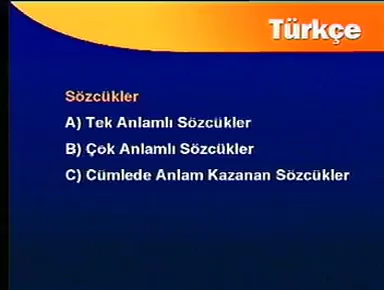 Türkçe
Sözcükler
A) Tek Anlamlı Sözcükler
B) Çok Anlamlı Sözcükler
C) Cümlede Anlam Kazanan Sözcükler